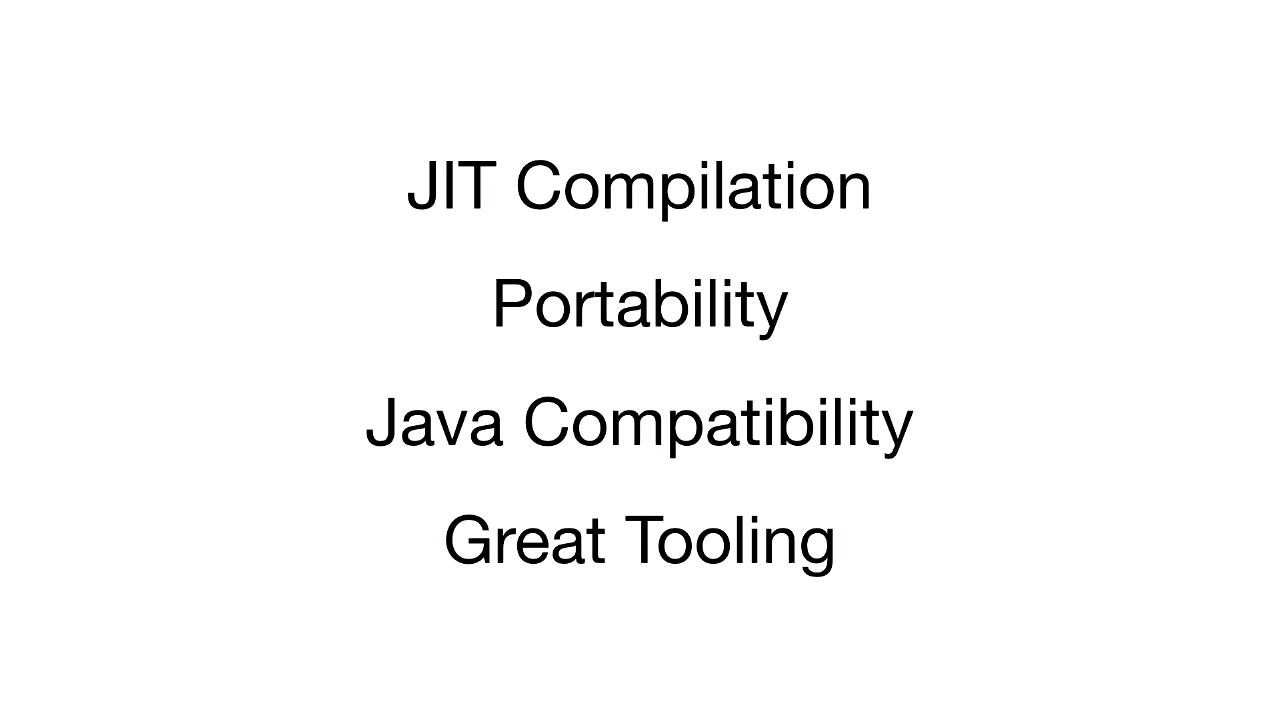 JIT Compilation
Portability
Java Compatibility
Great Tooling